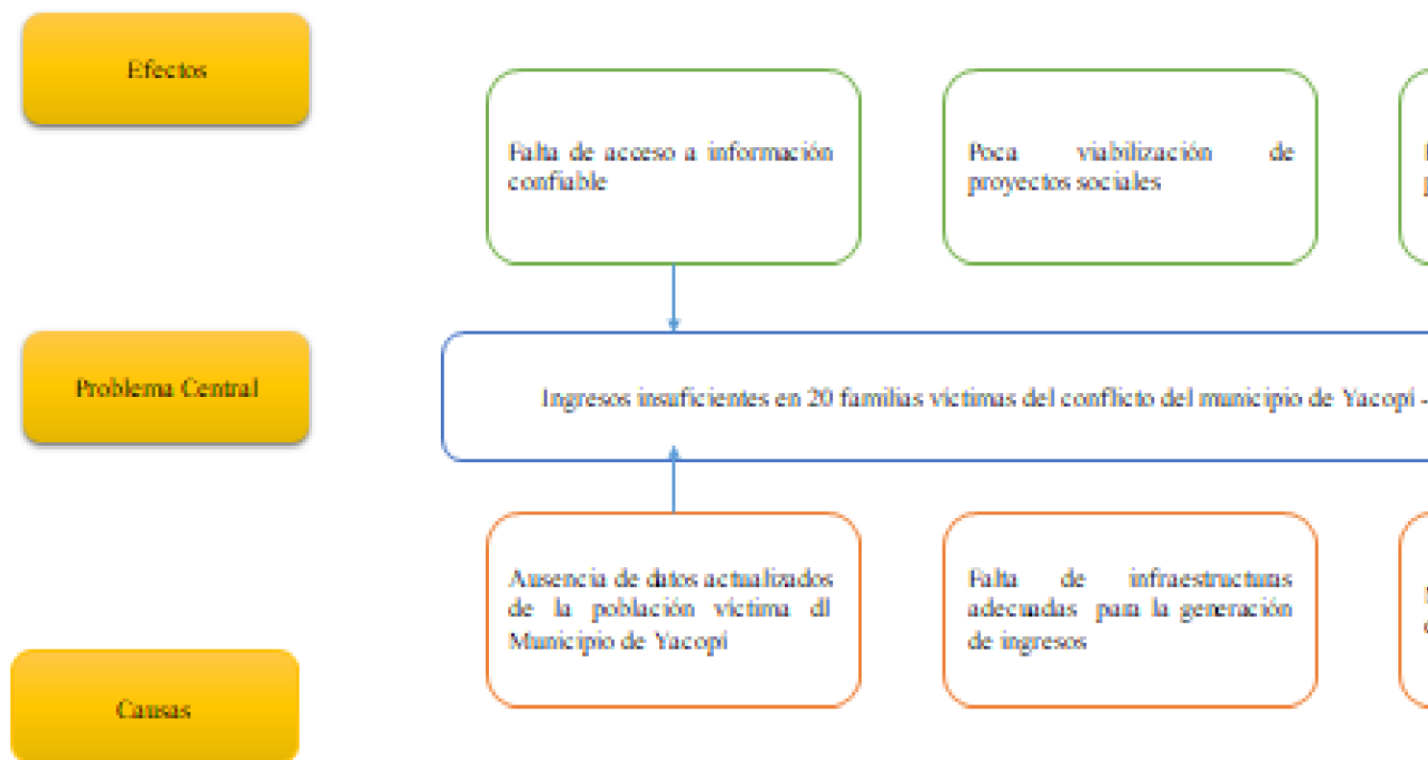 Efectos
Falta de acceso a información
confiable
Poca viabilización de
proyectos sociales
Problema Central
Ingresos insuficientes en 20 familias víctimas del conflicto del municipio de Yacopí -
Ausencia de datos actualizados
de la población víctima dl
Municipio de Yacopí
Falta de infraestructuras
adecuadas para la generación
de ingresos
Causas